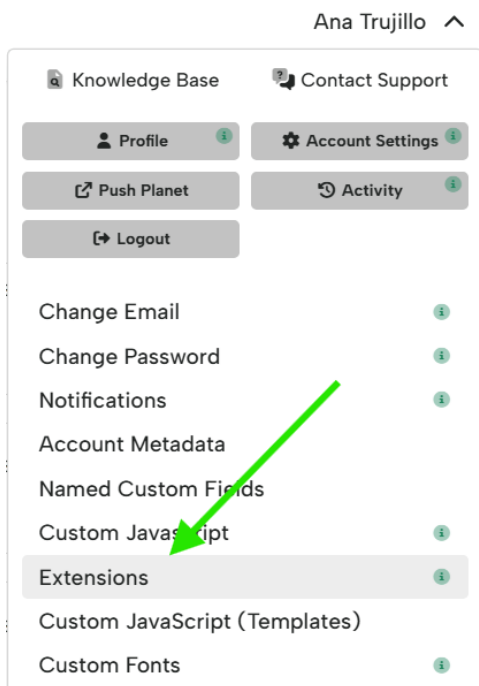 Ana Trujillo
Knowledge Base Contact Support
Profile Account Settings
Push Planet Activity
Logout
Change Email
Change Password
Notifications
Account Metadata
Named Custom Fields
Custom Javascript
Extensions
Custom JavaScript (Templates)
Custom Fonts